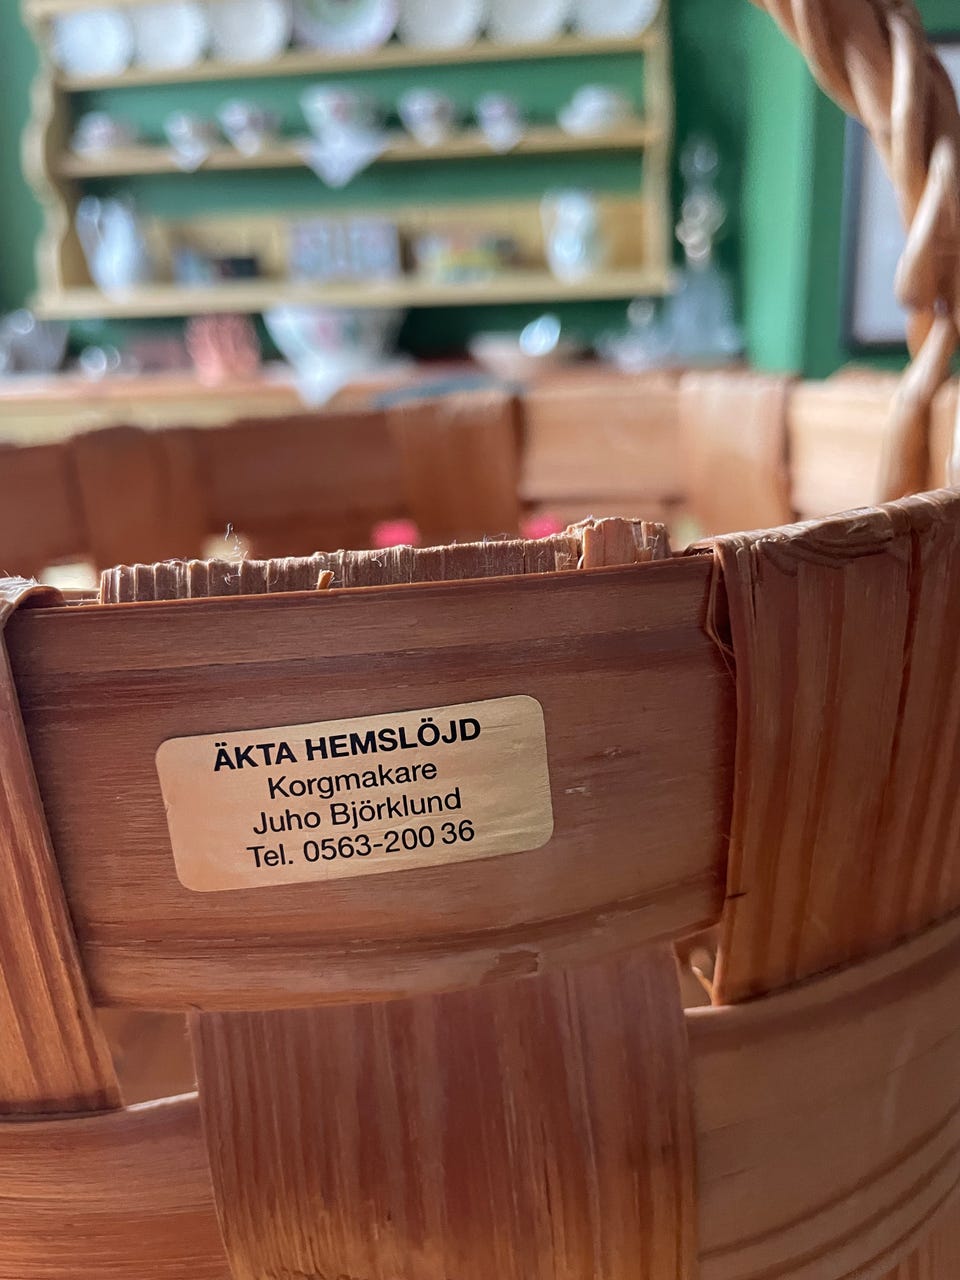 ÄKTA HEMSLÖJD
Korgmakare
Juho Björklund
Tel. 0563-200 36